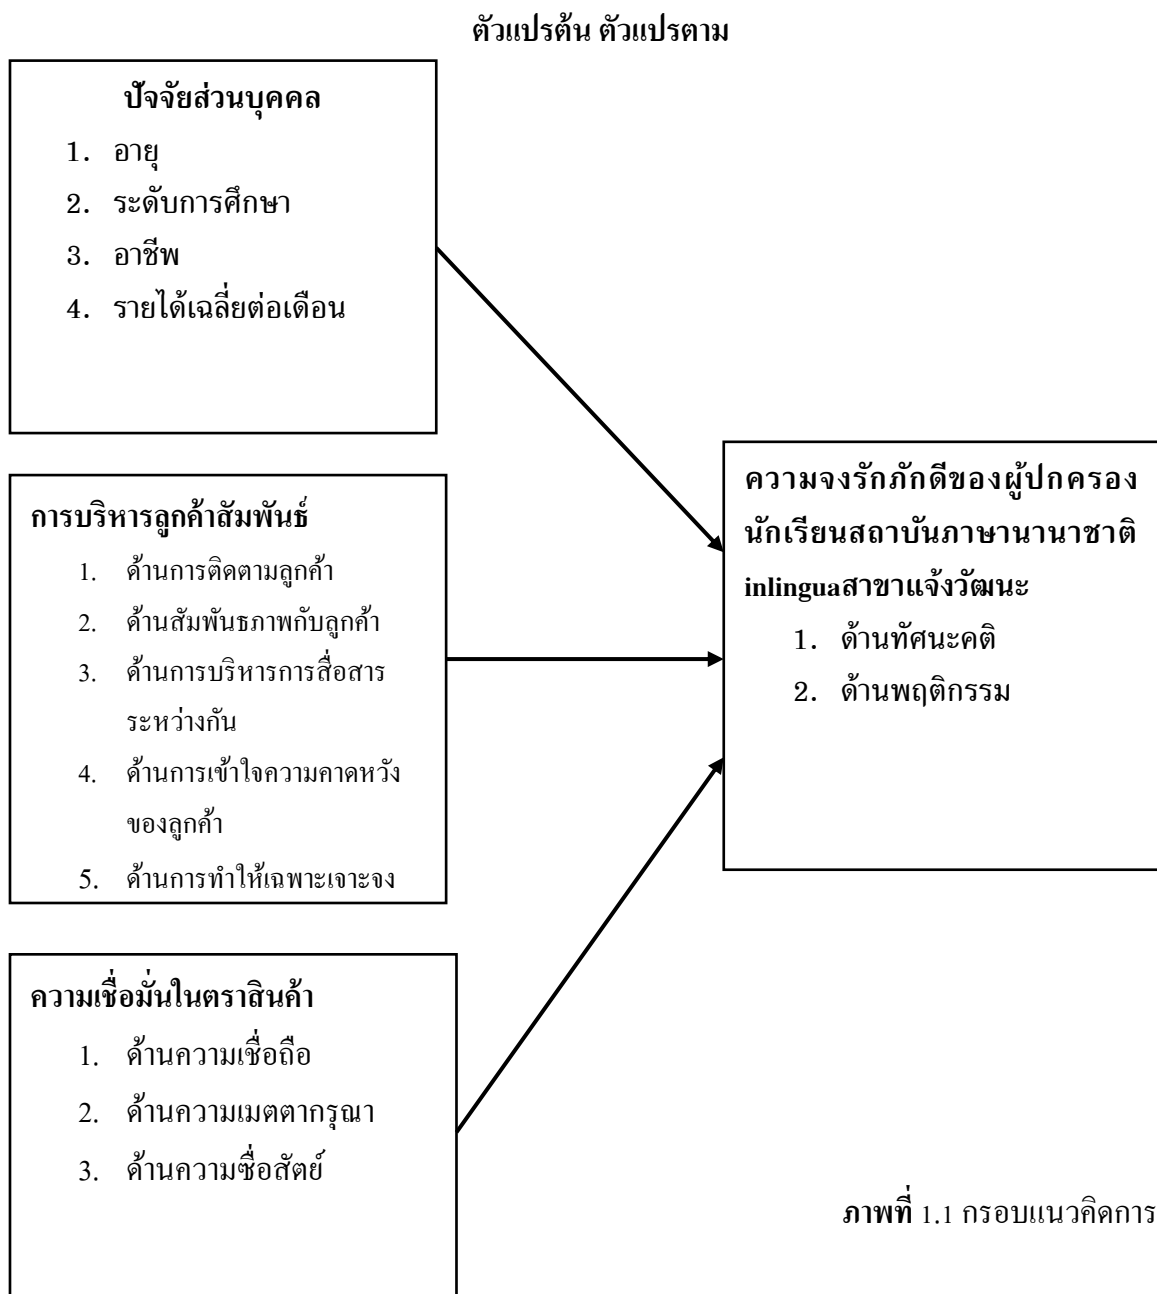 ตัวแปรต้น ตัวแปรตาม
ปัจจัยส่วนบุคคล
1. อายุ
2. ระดับการศึกษา
3. อาชีพ
4. รายได้เฉลี่ยต่อเดือน
การบริหารลูกค้าสัมพันธ์
1. ด้านการติดตามลูกค้า
2. ด้านสัมพันธภาพกับลูกค้า
3. ด้านการบริหารการสื่อสาร
ระหว่างกัน
4. ด้านการเข้าใจความคาดหวัง
ของลูกค้า
5. ด้านการทำให้เฉพาะเจาะจง
ความเชื่อมั่นในตราสินค้า
1. ด้านความเชื่อถือ
2. ด้านความเมตตากรุณา
3. ด้านความซื่อสัตย์
ความจงรักภักดีของผู้ปกครอง
นักเรียนสถาบันภาษานานาชาติ
inlinguaสาขาแจ้งวัฒนะ
1. ด้านทัศนะคติ
2. ด้านพฤติกรรม
ภาพที่ 1.1 กรอบแนวคิดการ